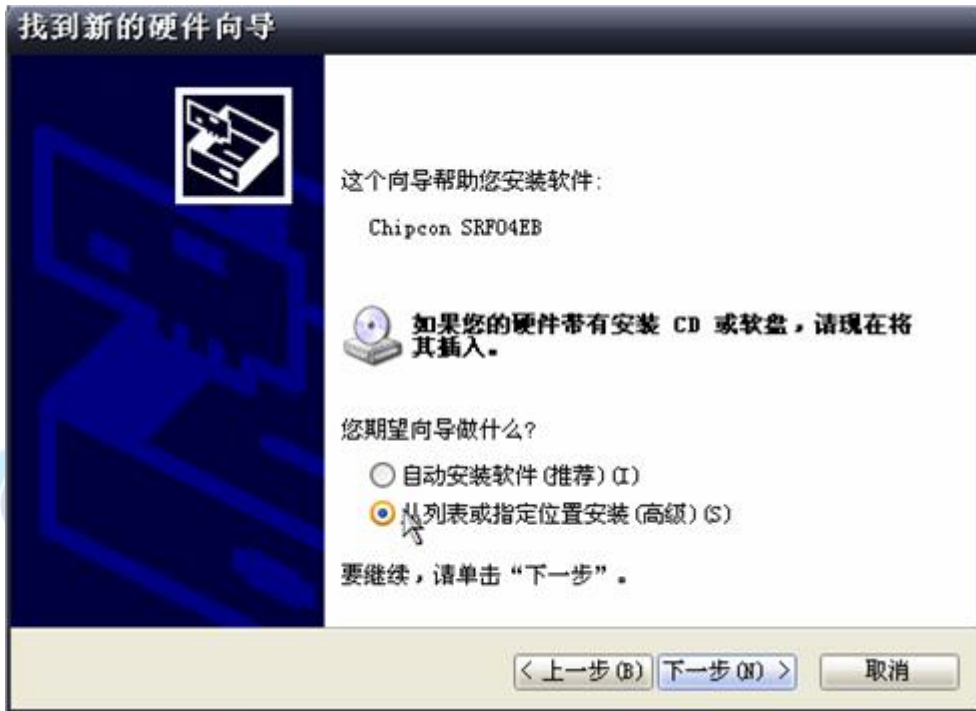 找到新的硬件向导
这个向导帮助您安装软件:
Chipcon SRF04EB
如果您的硬件带有安装 CD 或软盘，请现在将
其插入。
您期望向导做什么?
自动安装软件(推荐)(I)
从列表或指定位置安装(高级)(S)
要继续，请单击“下一步”。
< 上一步(B) 下一步(N) > 取消